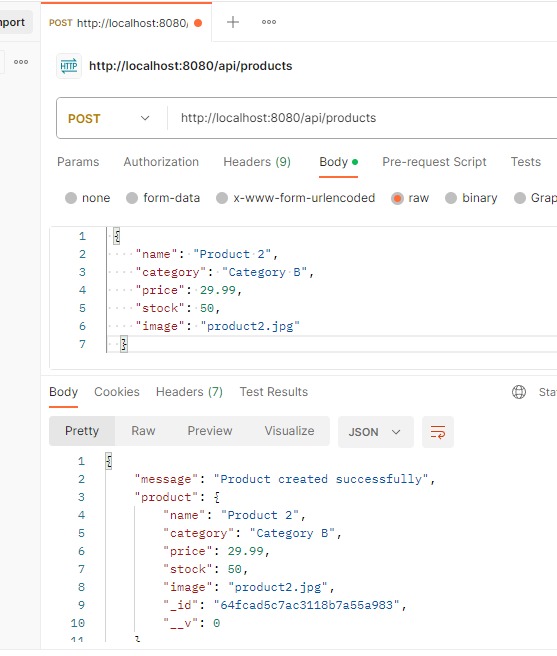 nport
POST http://localhost:8080/
HTTP http://localhost:8080/api/products
POST http://localhost:8080/api/products
Params Authorization Headers (9) Body Pre-request Script Tests
none form-data x-www-form-urlencoded raw binary Grap
1 {
2 "name": "Product 2",
3 "category": "Category B",
4 "price": 29.99,
5 "stock": 50,
6 "image": "product2.jpg"
7 }
Body Cookies Headers (7) Test Results Sta
Pretty Raw Preview Visualize JSON
1 {
2 "message": "Product created successfully",
3 "product": {
4 "name": "Product 2",
5 "category": "Category B",
6 "price": 29.99,
7 "stock": 50,
8 "image": "product2.jpg",
9 "_id": "64fcad5c7ac3118b7a55a983",
10 "__v": 0
11 }